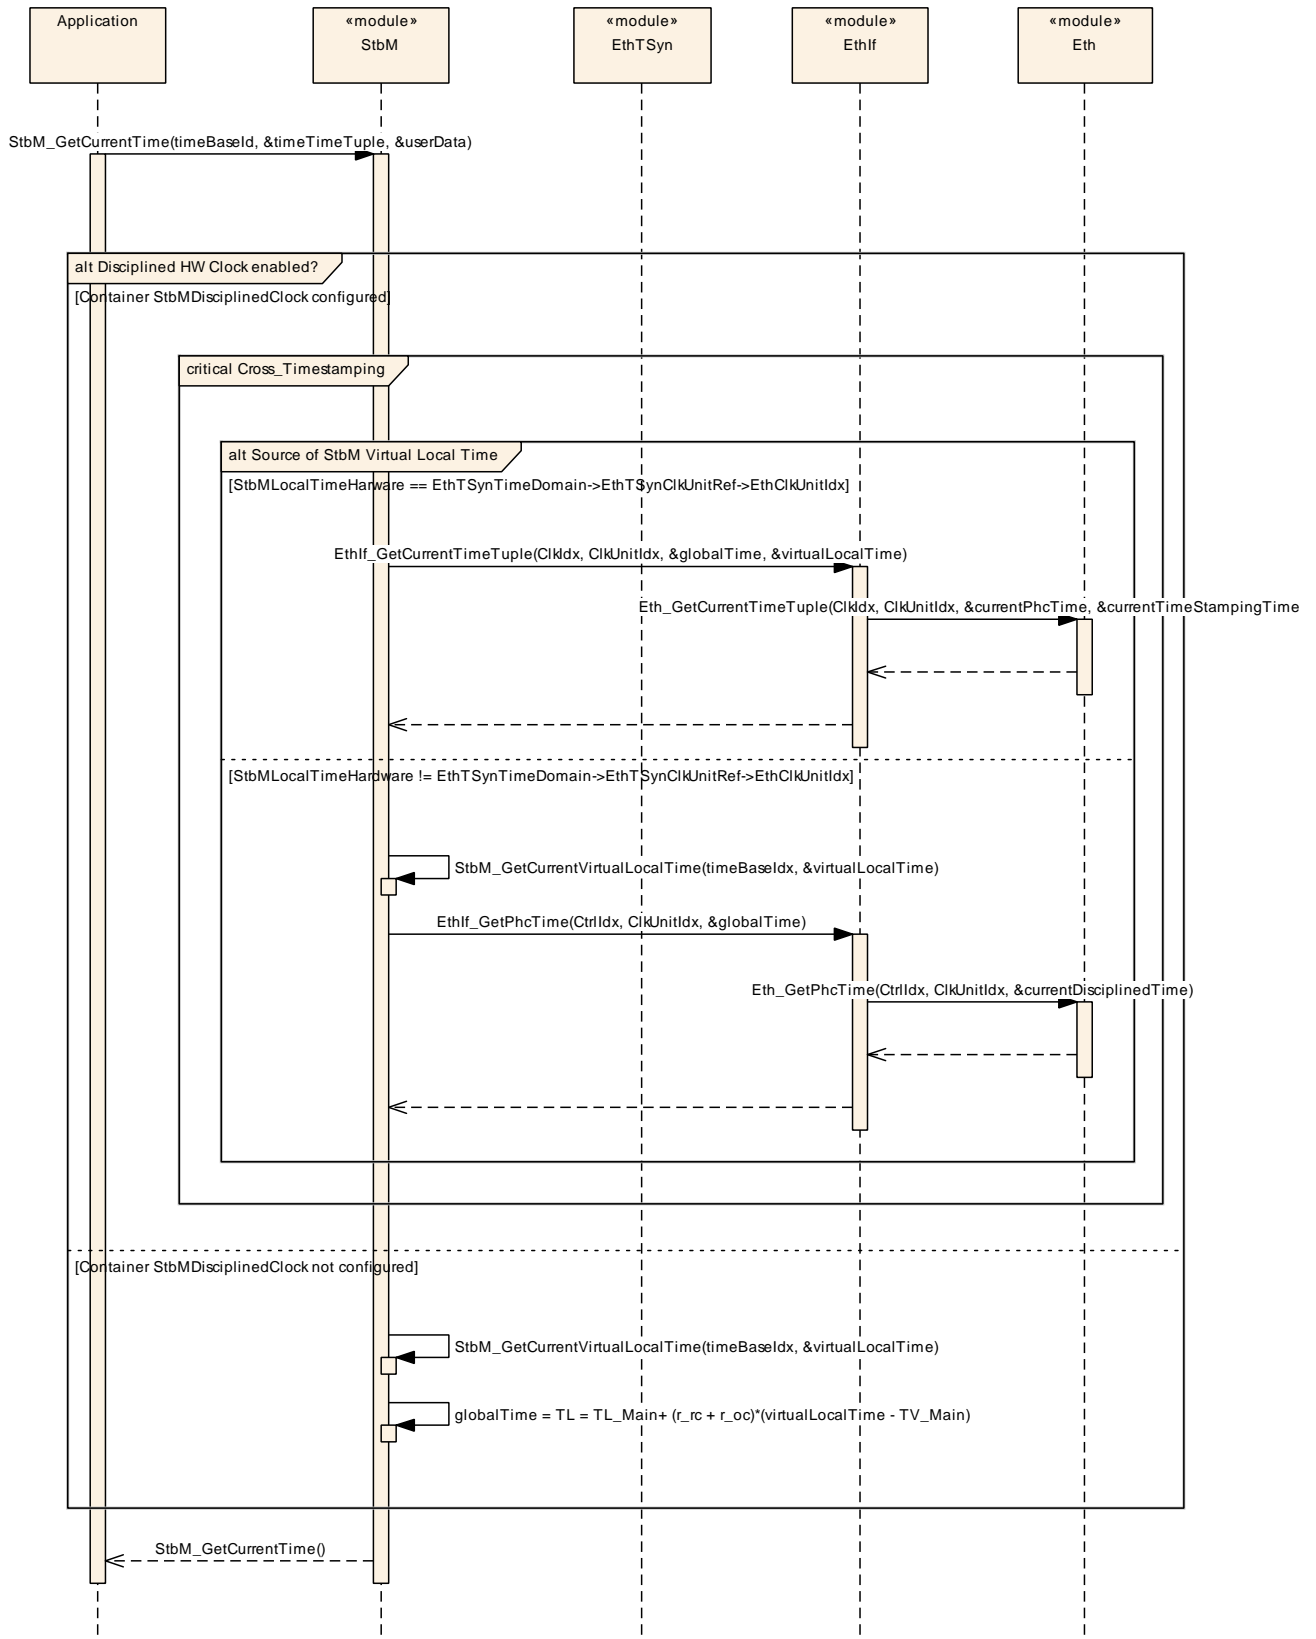 Application
«module»
StbM
«module»
EthTSyn
«module»
EthIf
«module»
Eth
StbM_GetCurrentTime(timeBaseId, &timeTimeTuple, &userData)
alt Disciplined HW Clock enabled?
[Container StbMDisciplinedClock configured]
critical Cross_Timestamping
alt Source of StbM Virtual Local Time
[StbMLocalTimeHarware == EthTSynTimeDomain->EthTSynClkUnitRef->EthClkUnitIdx]
EthIf_GetCurrentTimeTuple(ClkIdx, ClkUnitIdx, &globalTime, &virtualLocalTime)
Eth_GetCurrentTimeTuple(ClkIdx, ClkUnitIdx, &currentPhcTime, &currentTimeStampingTime
[StbMLocalTimeHardware != EthTSynTimeDomain->EthTSynClkUnitRef->EthClkUnitIdx]
StbM_GetCurrentVirtualLocalTime(timeBaseIdx, &virtualLocalTime)
EthIf_GetPhcTime(CtrlIdx, ClkUnitIdx, &globalTime)
Eth_GetPhcTime(CtrlIdx, ClkUnitIdx, &currentDisciplinedTime)
[Container StbMDisciplinedClock not configured]
StbM_GetCurrentVirtualLocalTime(timeBaseIdx, &virtualLocalTime)
globalTime = TL = TL_Main+ (r_rc + r_oc)*(virtualLocalTime - TV_Main)
StbM_GetCurrentTime()